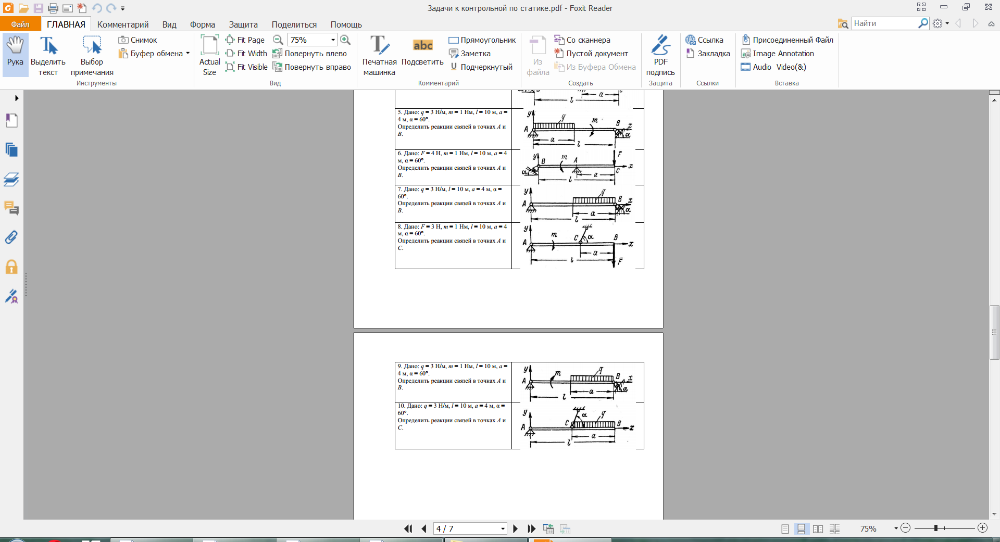 Задачи к контрольной по статике.pdf - Foxit Reader
Файл ГЛАВНАЯ Комментарий Вид Форма Защита Поделиться Помощь
Найти
Рука
Выделить текст
Выбор примечания
Снимок
Буфер обмена
Инструменты
Actual Size
Fit Page
Fit Width
Fit Visible
75%
Повернуть влево
Повернуть вправо
Вид
Печатная машинка
abc
Подсветить
Прямоугольник
Заметка
Подчеркнутый
Комментарий
Из файла
Со сканнера
Пустой документ
Из Буфера Обмена
Создать
PDF подпись
Защита
Ссылка
Закладка
Ссылки
Присоединенный Файл
Image Annotation
Audio Video(&)
Вставка
a
l
5. Дано: q = 3 Н/м, m = 1 Нм, l = 10 м, a =
4 м, α = 60°.
Определить реакции связей в точках A и
B.
y q m B x
A α
a
l
6. Дано: F = 4 Н, m = 1 Нм, l = 10 м, a = 4
м, α = 60°.
Определить реакции связей в точках A и
B.
y B m A F
x
α a C
l
7. Дано: q = 3 Н/м, l = 10 м, a = 4 м, α =
60°.
Определить реакции связей в точках A и
B.
y q B x
A α
a
l
8. Дано: F = 3 Н, m = 1 Нм, l = 10 м, a = 4
м, α = 60°.
Определить реакции связей в точках A и
C.
y m C α B
A x
a
l F
9. Дано: q = 3 Н/м, m = 1 Нм, l = 10 м, a =
4 м, α = 60°.
Определить реакции связей в точках A и
B.
y m q B x
A α
a
l
10. Дано: q = 3 Н/м, l = 10 м, a = 4 м, α =
60°.
Определить реакции связей в точках A и
C.
y α q
A C B x
a
l
4 / 7
75%